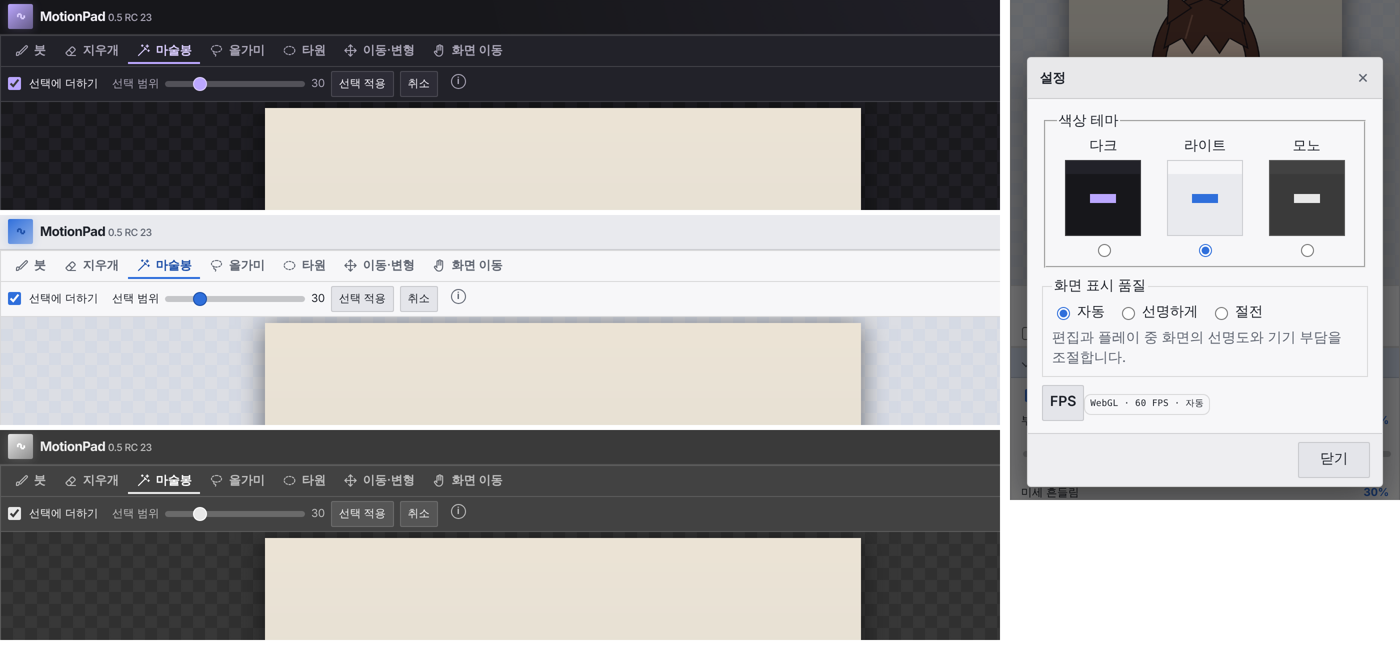 MotionPad 0.5 RC 23
붓 지우개 마술봉 올가미 타원 이동·변형 화면 이동
선택에 더하기 선택 범위 30 선택 적용 취소
MotionPad 0.5 RC 23
붓 지우개 마술봉 올가미 타원 이동·변형 화면 이동
선택에 더하기 선택 범위 30 선택 적용 취소
MotionPad 0.5 RC 23
붓 지우개 마술봉 올가미 타원 이동·변형 화면 이동
선택에 더하기 선택 범위 30 선택 적용 취소
설정
색상 테마
다크 라이트 모노
화면 표시 품질
자동 선명하게 절전
편집과 플레이 중 화면의 선명도와 기기 부담을
조절합니다.
FPS WebGL · 60 FPS · 자동
닫기
미세 흔들림 30%